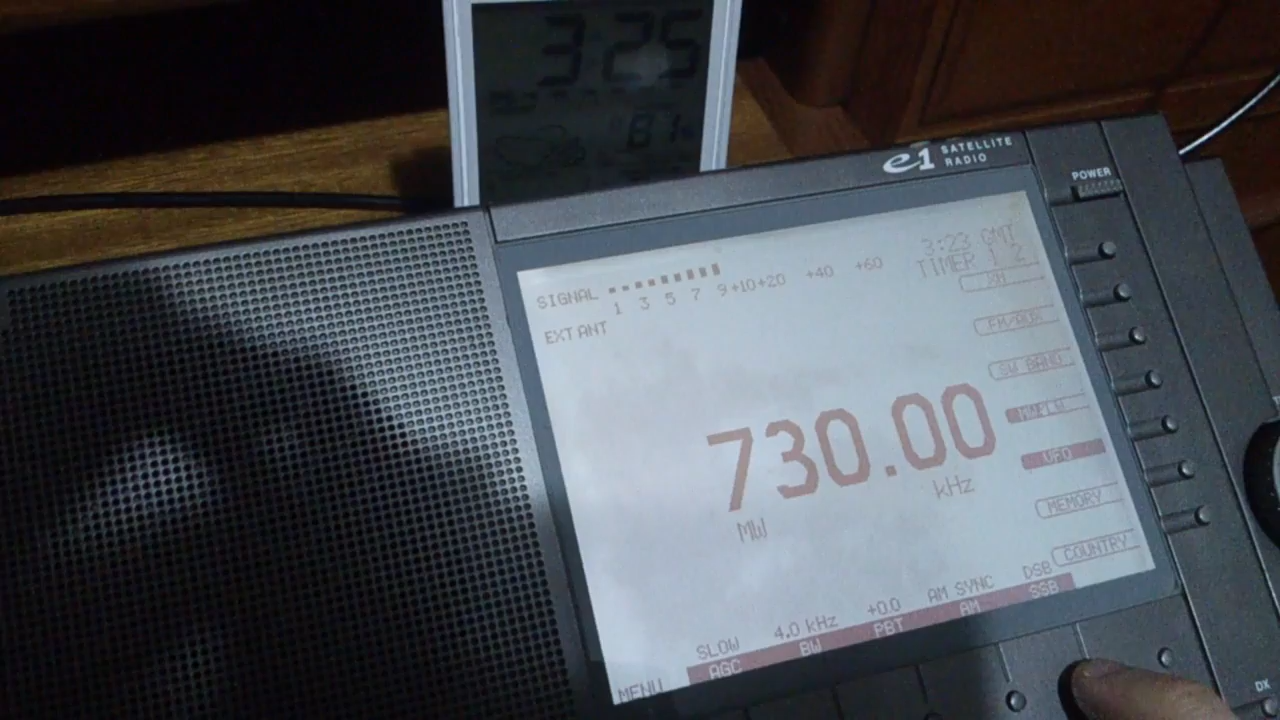 3:25
e1 SATELLITE RADIO
POWER
3:23 GMT
TIMER 1 2
SIGNAL
1 3 5 7 9 +10 +20 +40 +60
EXT ANT
FM/AUX
SW BAND
730.00
VFO
kHz
MW
MEMORY
COUNTRY
SLOW 4.0 kHz +0.0 AM SYNC DSB
MENU AGC BW PBT AM SSB
DX